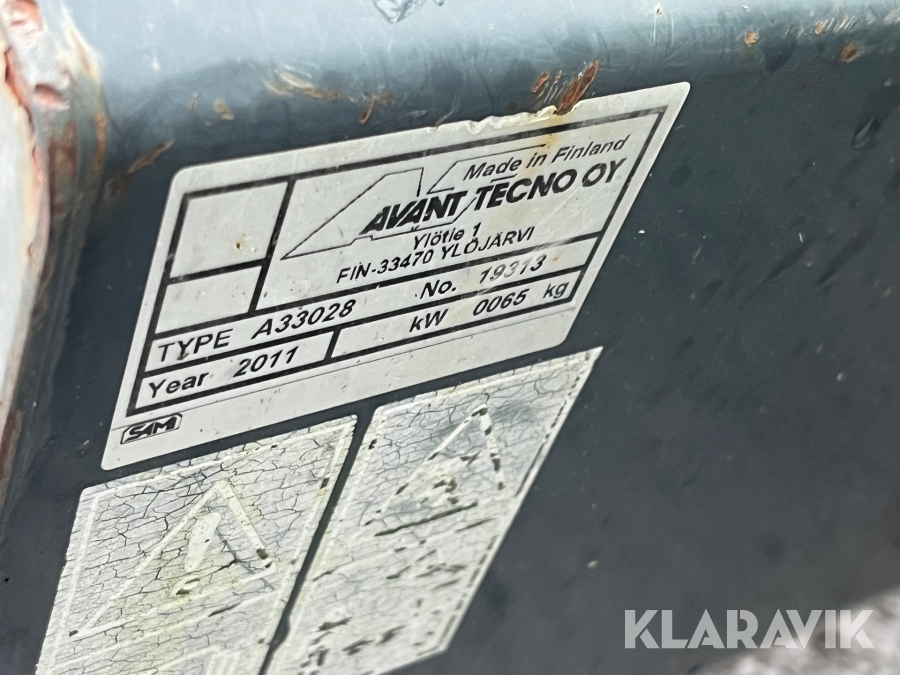 Made in Finland
AVANT TECNO OY
Ylötie 1
FIN-33470 YLÖJÄRVI
TYPE A33028 No. 19313
Year 2011 kW 0065 kg
SAMI
KLARAVIK